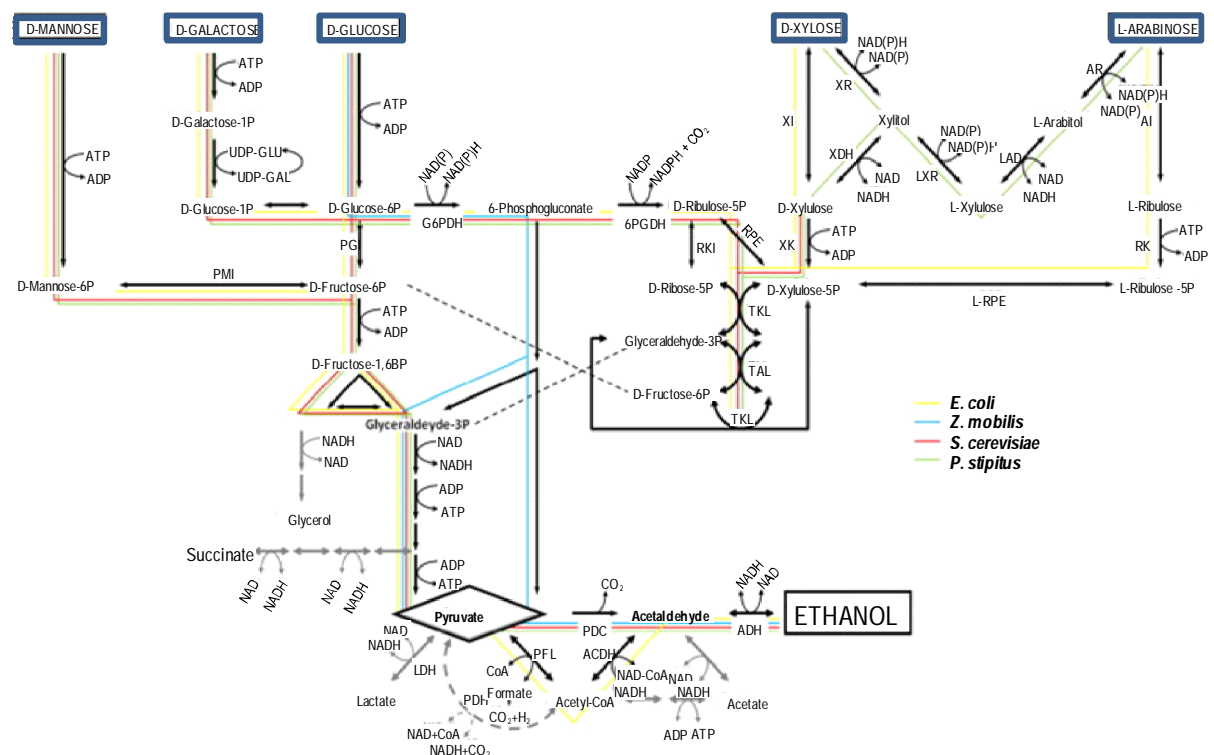 D-MANNOSE
D-GALACTOSE
D-GLUCOSE
D-XYLOSE
L-ARABINOSE
ATP
ADP
ATP
ADP
NAD(P)H
NAD(P)
XR
AR
NAD(P)H
NAD(P)
D-Galactose-1P
XI
Xylitol
L-Arabitol
AI
ATP
ADP
UDP-GLU
UDP-GAL
NAD(P)
NAD(P)H
NADP
NADPH + CO2
XDH
NAD
NADH
NAD(P)
NAD(P)H
LXR
LAD
NAD
NADH
D-Glucose-1P
D-Glucose-6P
G6PDH
6-Phosphogluconate
6PGDH
D-Ribulose-5P
D-Xylulose
L-Xylulose
L-Ribulose
PGI
RKI
RPE
XK
ATP
ADP
RK
ATP
ADP
D-Mannose-6P
PMI
D-Fructose-6P
D-Ribose-5P
D-Xylulose-5P
L-RPE
L-Ribulose -5P
ATP
ADP
TKL
Glyceraldehyde-3P
D-Fructose-1,6BP
TAL
D-Fructose-6P
TKL
Glyceraldeyde-3P
E. coli
Z. mobilis
S. cerevisiae
P. stipitus
NADH
NAD
NAD
NADH
ADP
ATP
Glycerol
Succinate
NAD
NADH
NAD
NADH
ADP
ATP
Pyruvate
CO2
PDC
Acetaldehyde
NADH
NAD
ADH
ETHANOL
NAD
NADH
LDH
Lactate
CoA
PFL
Formate
CO2+H2
PDH
NAD+CoA
NADH+CO2
ACDH
NAD-CoA
NADH
Acetyl-CoA
NAD
NADH
ADP ATP
Acetate